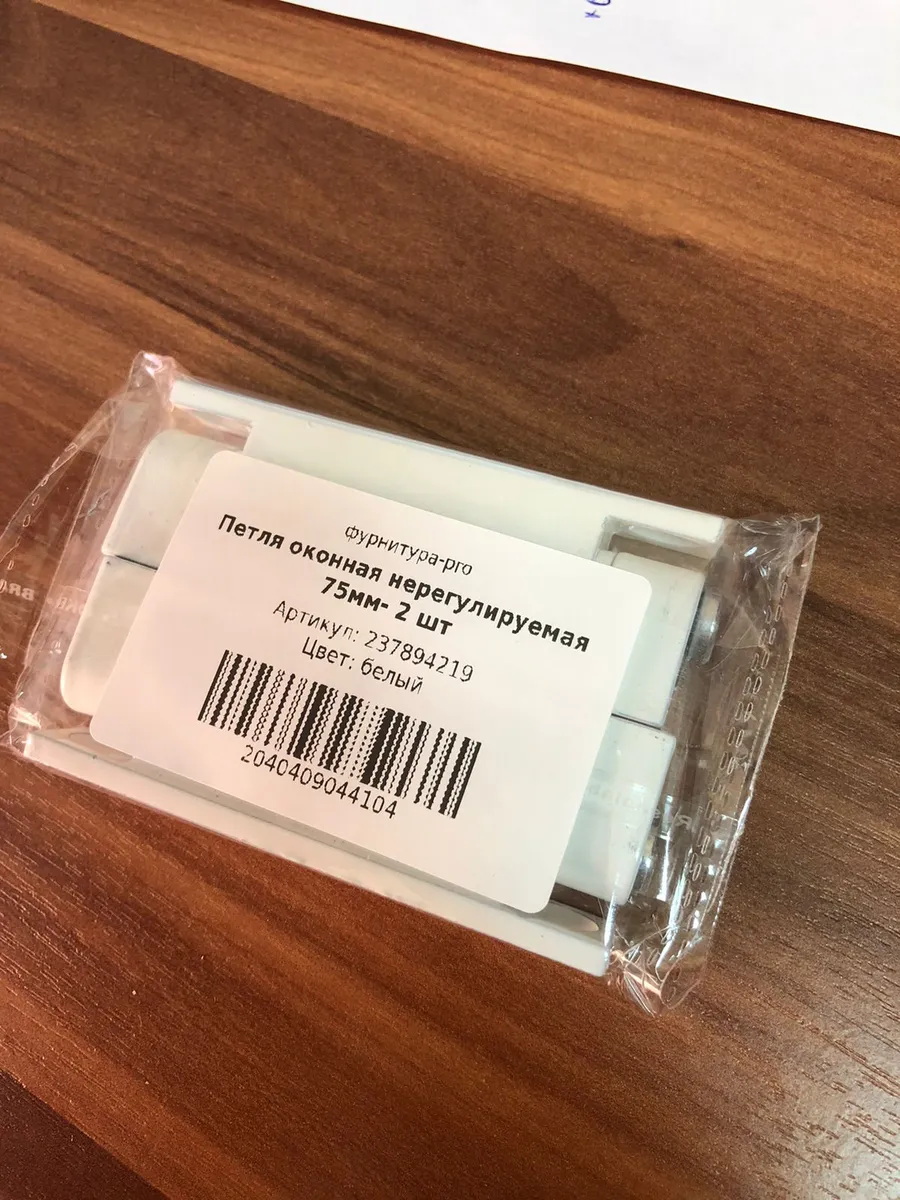 фурнитура-pro
Петля оконная нерегулируемая
75мм- 2 шт
Артикул: 237894219
Цвет: белый
2040409044104